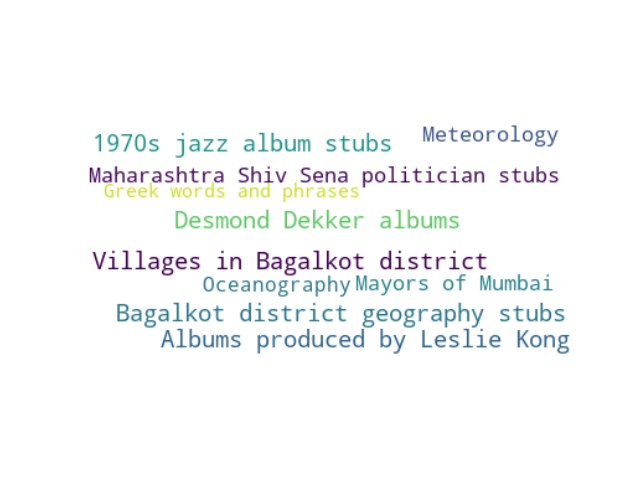 1970s jazz album stubs
Meteorology
Maharashtra Shiv Sena politician stubs
Greek words and phrases
Desmond Dekker albums
Villages in Bagalkot district
Oceanography
Mayors of Mumbai
Bagalkot district geography stubs
Albums produced by Leslie Kong